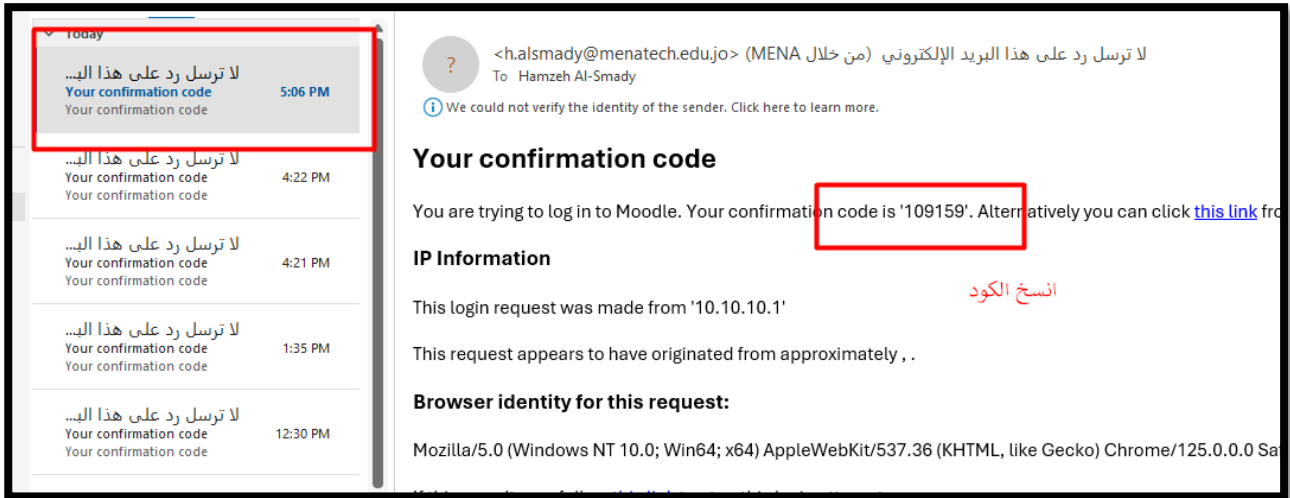 Today
لا ترسل رد على هذا الب...
Your confirmation code 5:06 PM
Your confirmation code
لا ترسل رد على هذا الب...
Your confirmation code 4:22 PM
Your confirmation code
لا ترسل رد على هذا الب...
Your confirmation code 4:21 PM
Your confirmation code
لا ترسل رد على هذا الب...
Your confirmation code 1:35 PM
Your confirmation code
لا ترسل رد على هذا الب...
Your confirmation code 12:30 PM
Your confirmation code
?
لا ترسل رد على هذا البريد الإلكتروني (من خلال MENA) <h.alsmady@menatech.edu.jo>
To Hamzeh Al-Smady
We could not verify the identity of the sender. Click here to learn more.
Your confirmation code
You are trying to log in to Moodle. Your confirmation code is '109159'. Alternatively you can click this link fro
IP Information
انسخ الكود
This login request was made from '10.10.10.1'
This request appears to have originated from approximately , .
Browser identity for this request:
Mozilla/5.0 (Windows NT 10.0; Win64; x64) AppleWebKit/537.36 (KHTML, like Gecko) Chrome/125.0.0.0 Sa